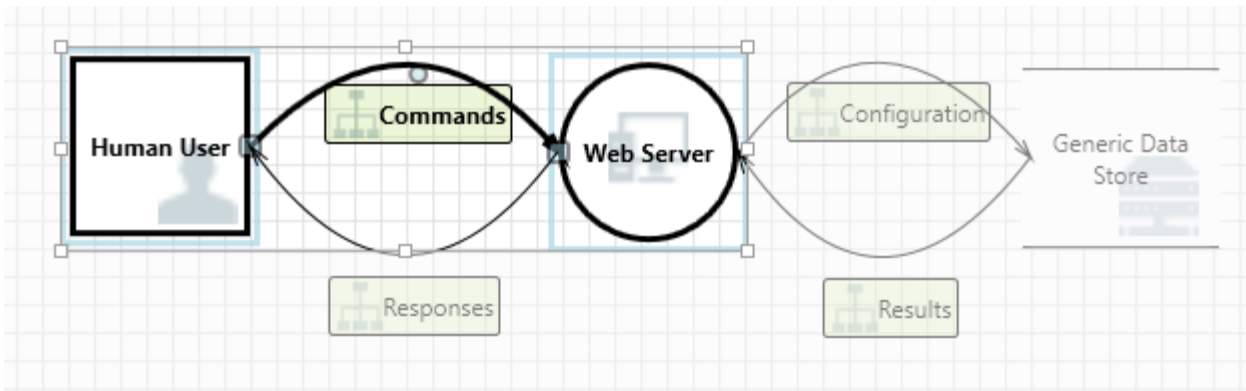 Human User
Commands
Web Server
Configuration
Generic Data
Store
Responses
Results